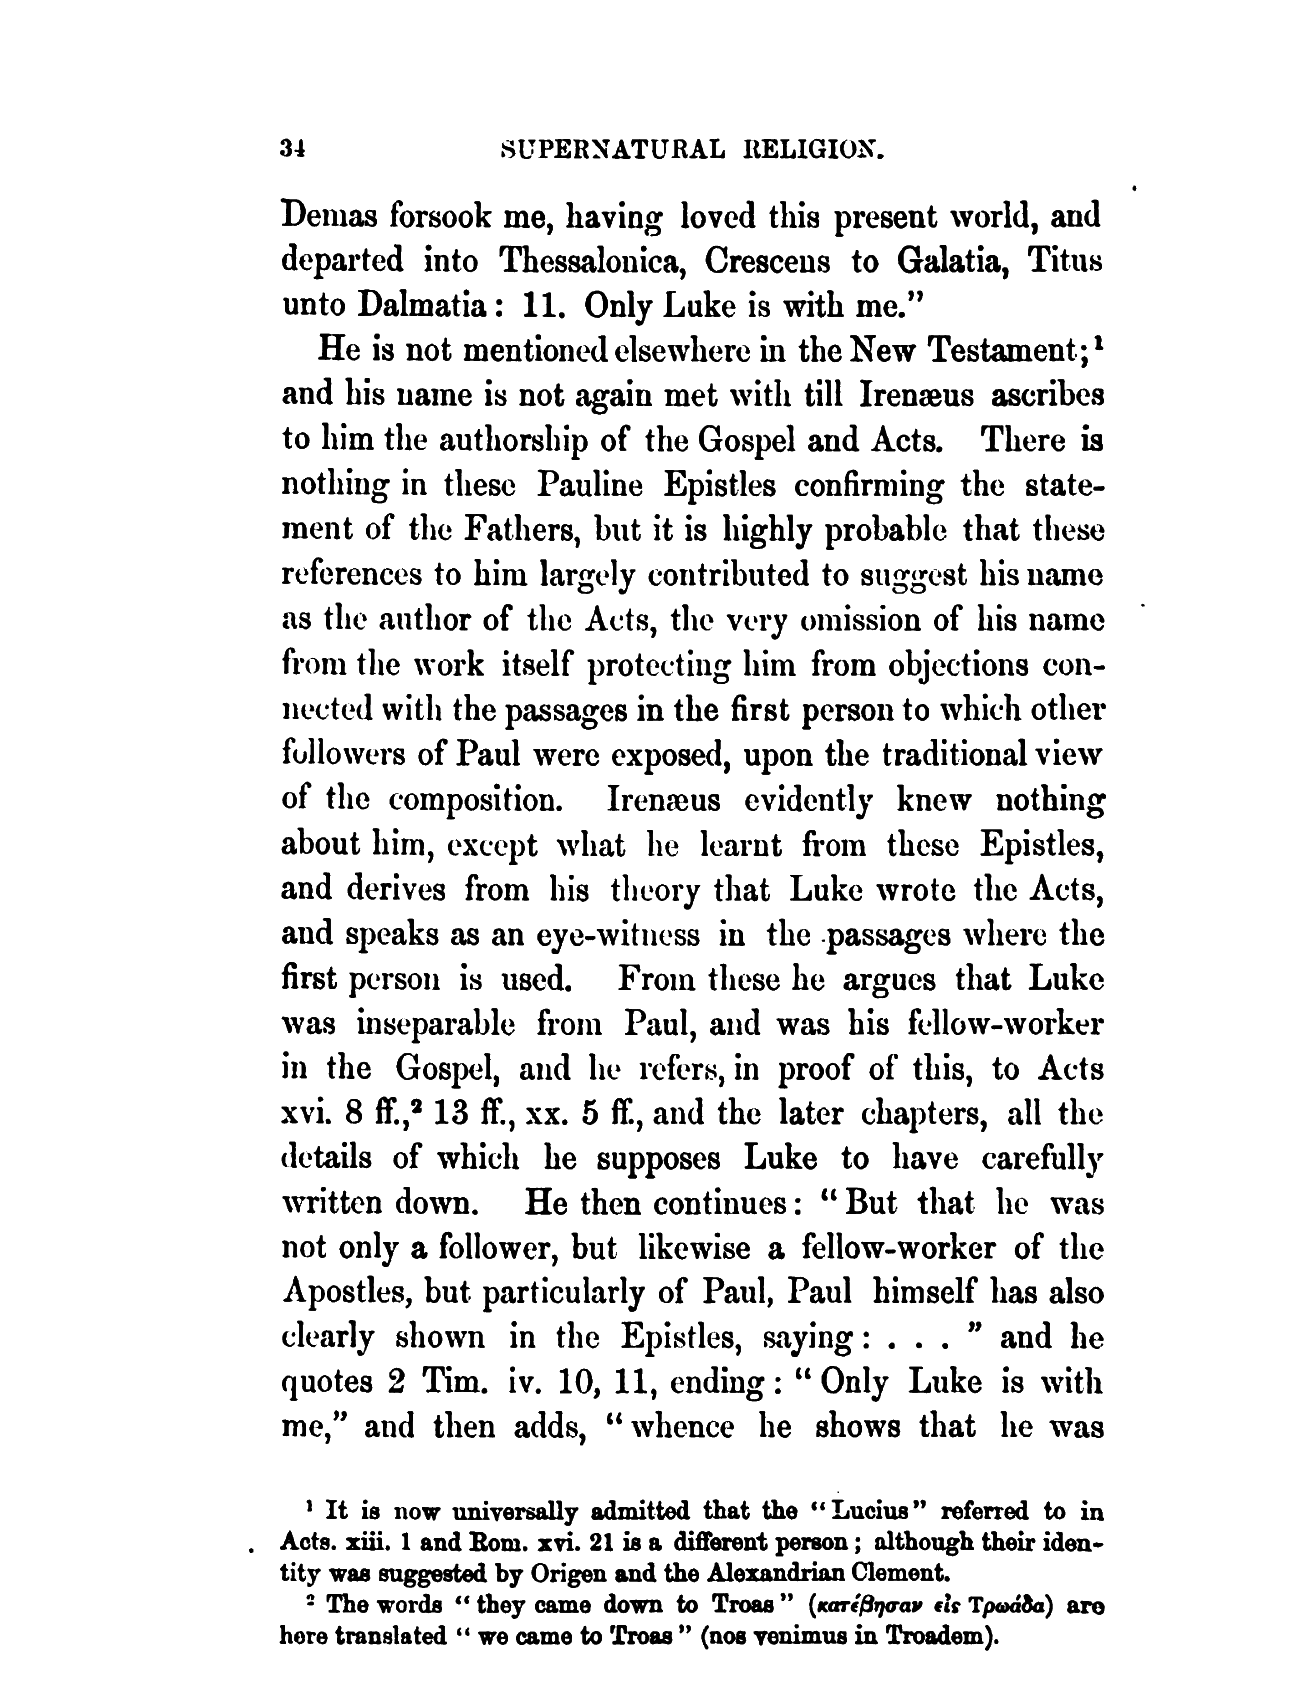 34 SUPERNATURAL RELIGION.
Demas forsook me, having loved this present world, and
departed into Thessalonica, Crescens to Galatia, Titus
unto Dalmatia: 11. Only Luke is with me."
He is not mentioned elsewhere in the New Testament;¹
and his name is not again met with till Irenæus ascribes
to him the authorship of the Gospel and Acts. There is
nothing in these Pauline Epistles confirming the state-
ment of the Fathers, but it is highly probable that these
references to him largely contributed to suggest his name
as the author of the Acts, the very omission of his name
from the work itself protecting him from objections con-
nected with the passages in the first person to which other
followers of Paul were exposed, upon the traditional view
of the composition. Irenæus evidently knew nothing
about him, except what he learnt from these Epistles,
and derives from his theory that Luke wrote the Acts,
and speaks as an eye-witness in the passages where the
first person is used. From these he argues that Luke
was inseparable from Paul, and was his fellow-worker
in the Gospel, and he refers, in proof of this, to Acts
xvi. 8 ff.,² 13 ff., xx. 5 ff., and the later chapters, all the
details of which he supposes Luke to have carefully
written down. He then continues: "But that he was
not only a follower, but likewise a fellow-worker of the
Apostles, but particularly of Paul, Paul himself has also
clearly shown in the Epistles, saying: . . . " and he
quotes 2 Tim. iv. 10, 11, ending: "Only Luke is with
me," and then adds, "whence he shows that he was
¹ It is now universally admitted that the "Lucius" referred to in
Acts. xiii. 1 and Rom. xvi. 21 is a different person; although their iden-
tity was suggested by Origen and the Alexandrian Clement.
² The words "they came down to Troas" (κατέβησαν εἰς Τρωάδα) are
here translated "we came to Troas" (nos venimus in Troadem).